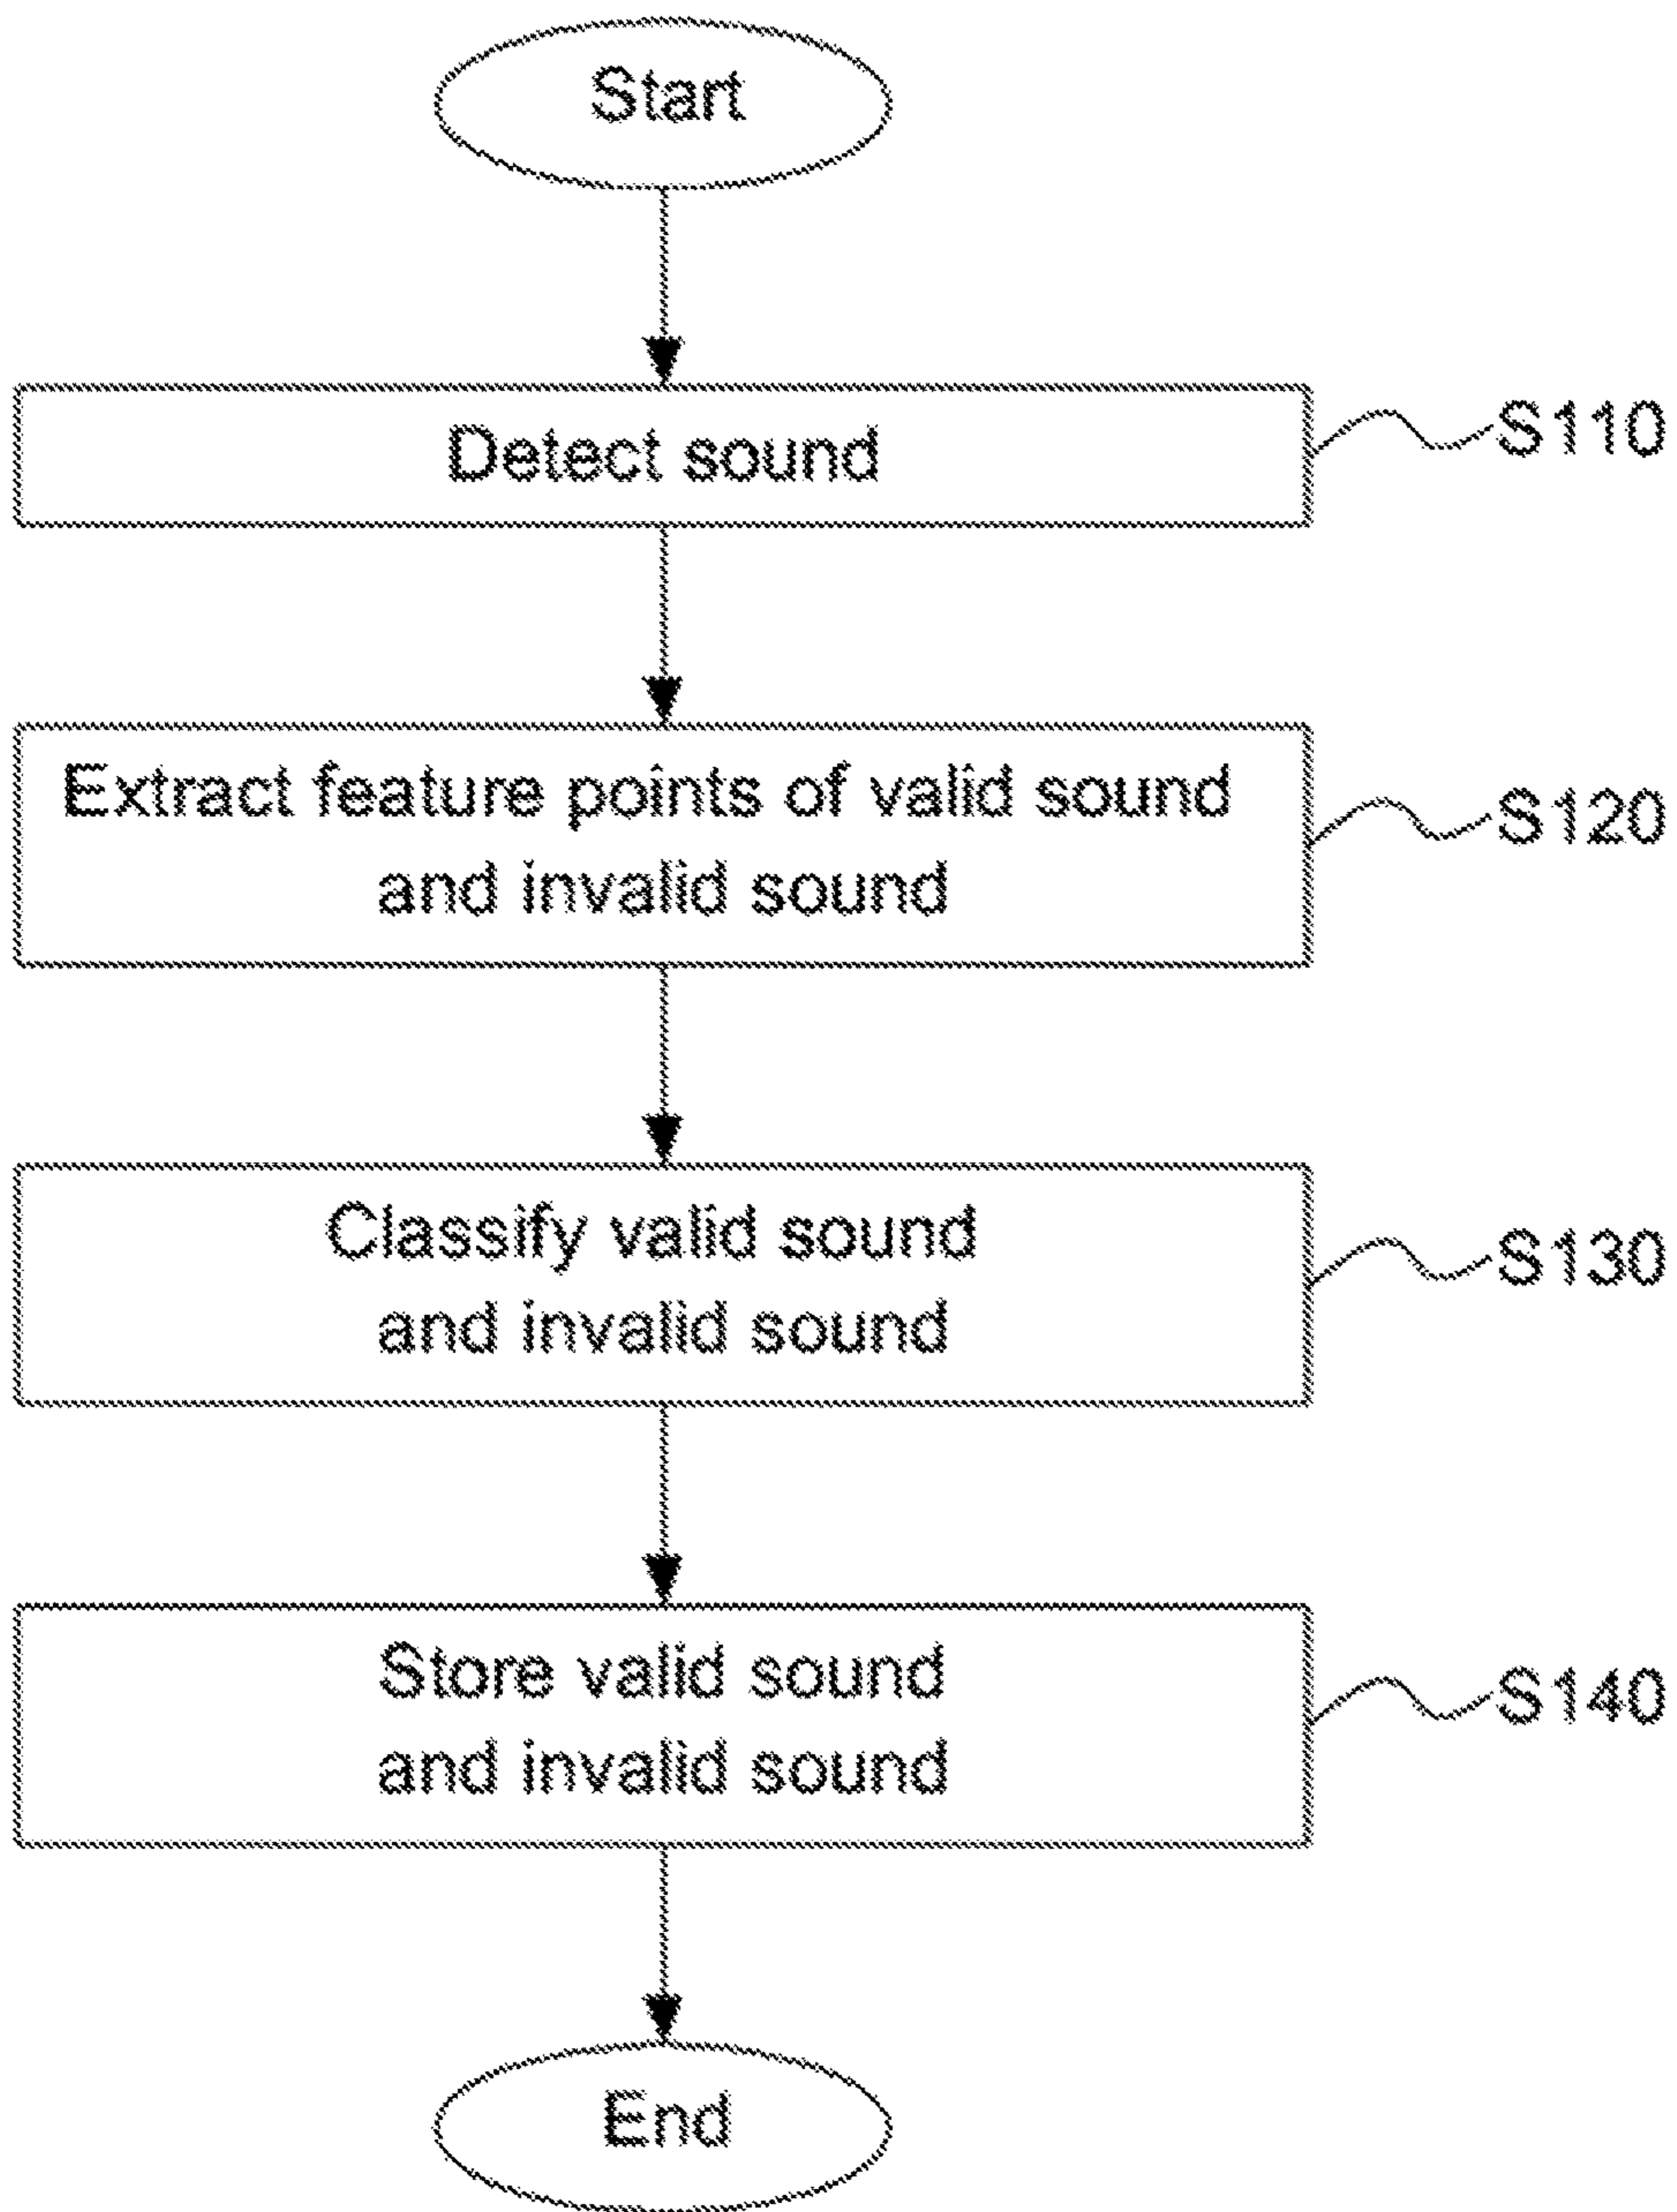 Start
Detect sound
S110
Extract feature points of valid sound
and invalid sound
S120
Classify valid sound
and invalid sound
S130
Store valid sound
and invalid sound
S140
End